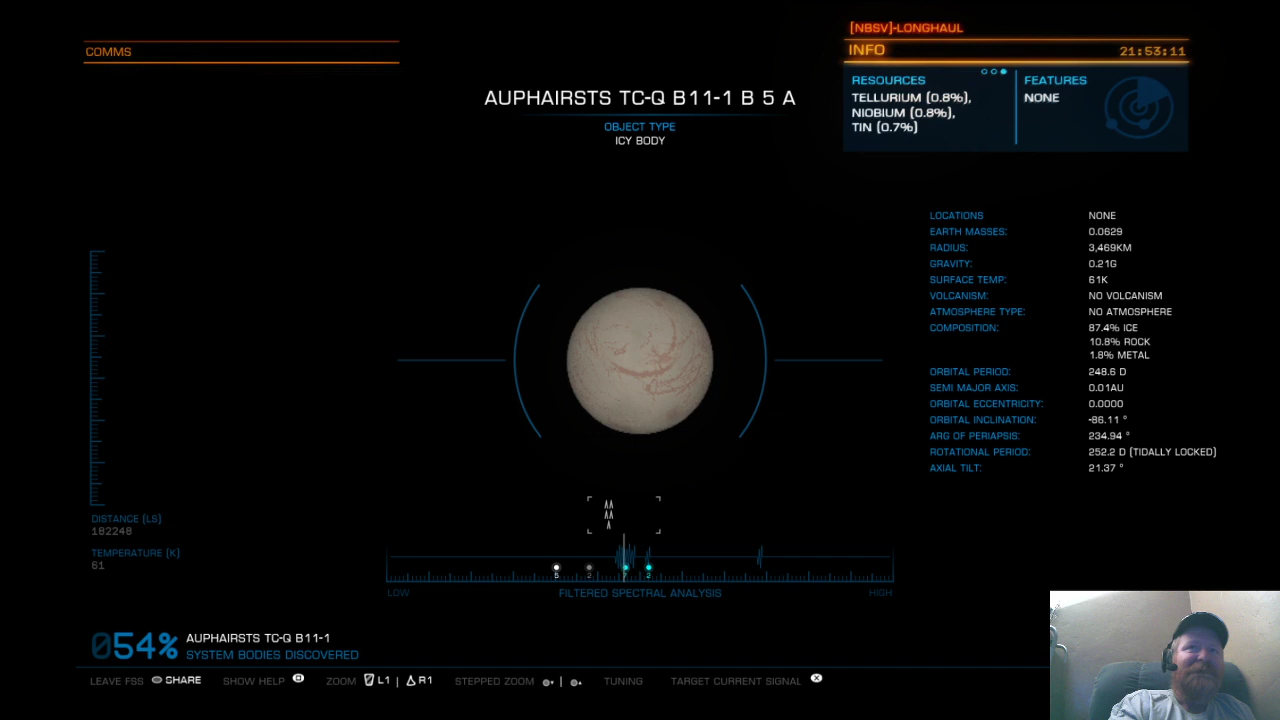 COMMS
[NBSV]-LONGHAUL
INFO 21:53:11
RESOURCES
TELLURIUM (0.8%),
NIOBIUM (0.8%),
TIN (0.7%)
FEATURES
NONE
AUPHAIRSTS TC-Q B11-1 B 5 A
OBJECT TYPE
ICY BODY
LOCATIONS NONE
EARTH MASSES: 0.0629
RADIUS: 3,469KM
GRAVITY: 0.21G
SURFACE TEMP: 61K
VOLCANISM: NO VOLCANISM
ATMOSPHERE TYPE: NO ATMOSPHERE
COMPOSITION: 87.4% ICE
10.8% ROCK
1.8% METAL
ORBITAL PERIOD: 248.6 D
SEMI MAJOR AXIS: 0.01AU
ORBITAL ECCENTRICITY: 0.0000
ORBITAL INCLINATION: -86.11 °
ARG OF PERIAPSIS: 234.94 °
ROTATIONAL PERIOD: 252.2 D (TIDALLY LOCKED)
AXIAL TILT: 21.37 °
DISTANCE (LS)
182248
TEMPERATURE (K)
61
5 2 7 2
LOW FILTERED SPECTRAL ANALYSIS HIGH
054% AUPHAIRSTS TC-Q B11-1
SYSTEM BODIES DISCOVERED
LEAVE FSS SHARE SHOW HELP ZOOM L1 | R1 STEPPED ZOOM | TUNING TARGET CURRENT SIGNAL